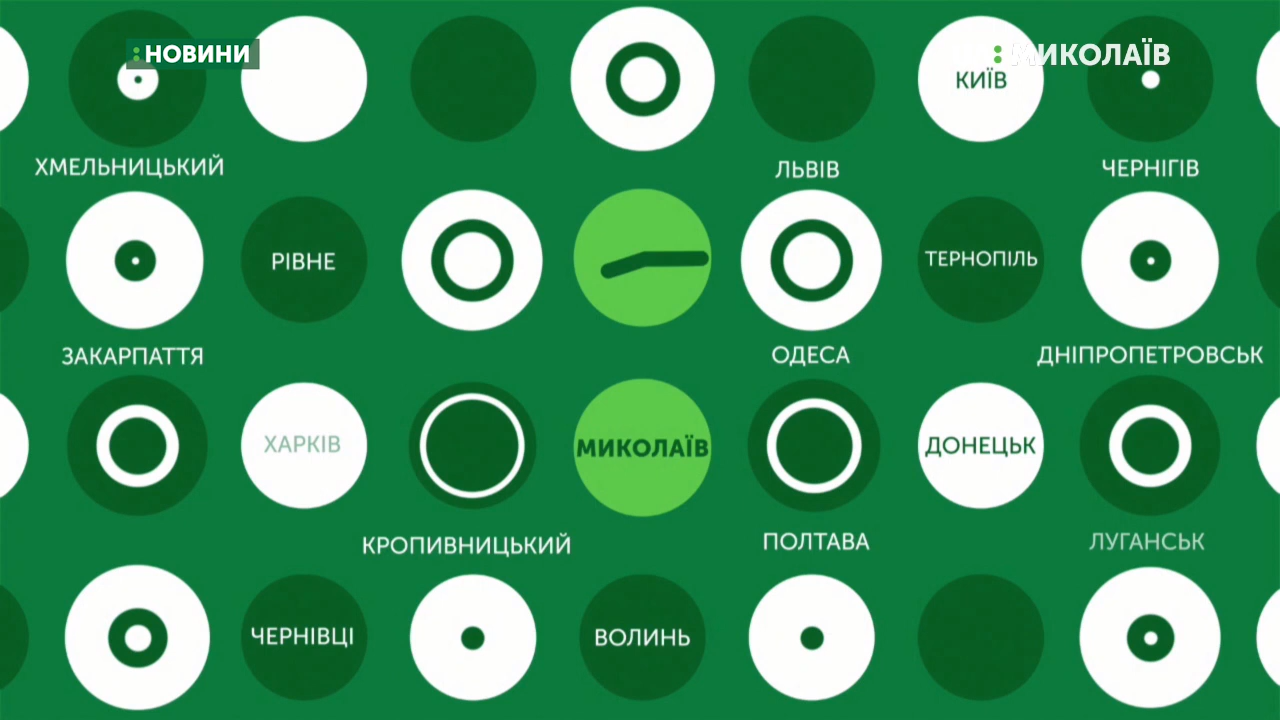 :НОВИНИ
:МИКОЛАЇВ
КИЇВ
ХМЕЛЬНИЦЬКИЙ
ЛЬВІВ
ЧЕРНІГІВ
РІВНЕ
ТЕРНОПІЛЬ
ЗАКАРПАТТЯ
ОДЕСА
ДНІПРОПЕТРОВСЬК
ХАРКІВ
МИКОЛАЇВ
ДОНЕЦЬК
КРОПИВНИЦЬКИЙ
ПОЛТАВА
ЛУГАНСЬК
ЧЕРНІВЦІ
ВОЛИНЬ